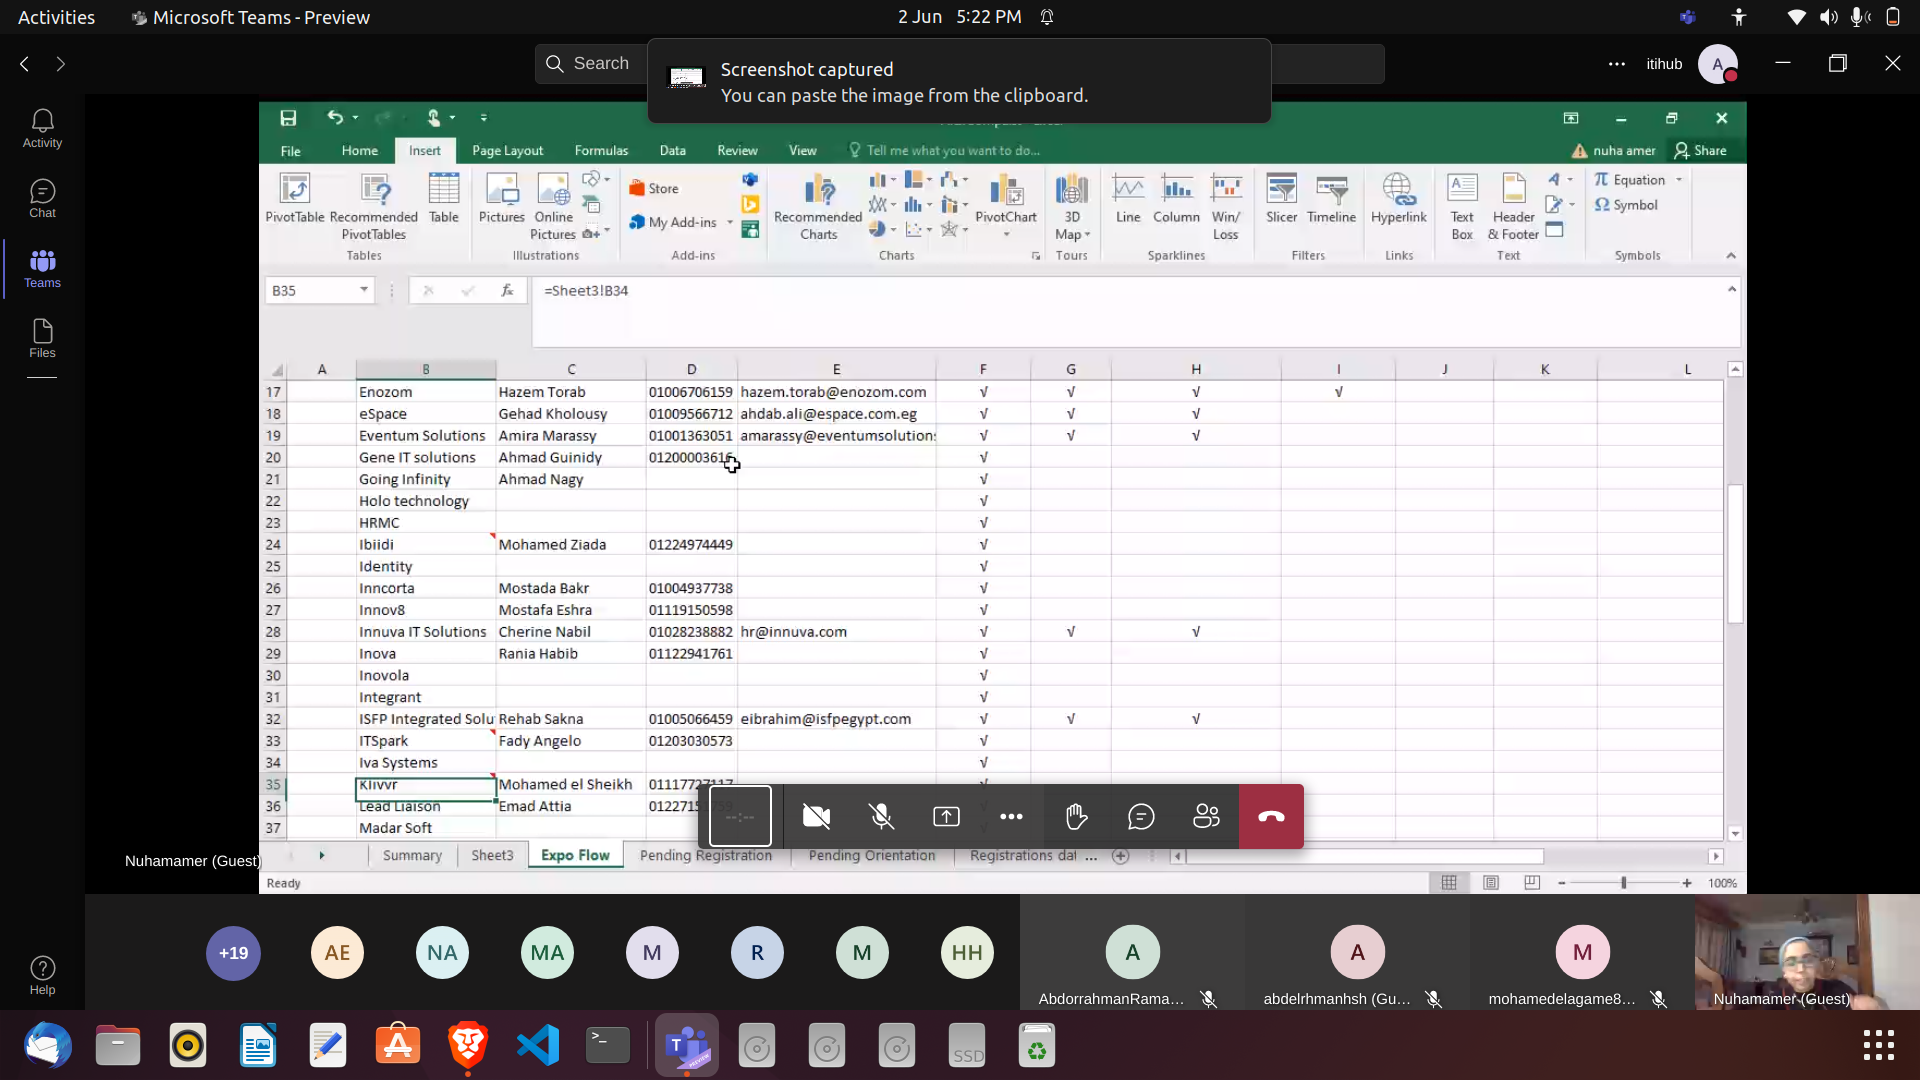 Activities Microsoft Teams - Preview 2 Jun 5:22 PM
Search itihub A
Screenshot captured
You can paste the image from the clipboard.
Activity
Chat
Teams
Files
Help
File Home Insert Page Layout Formulas Data Review View Tell me what you want to do... nuha amer Share
PivotTable Recommended PivotTables Table
Tables
Pictures Online Pictures
Illustrations
Store
My Add-ins
Add-ins
Recommended Charts PivotChart
Charts
3D Map
Tours
Line Column Win/Loss
Sparklines
Slicer Timeline
Filters
Hyperlink
Links
Text Box Header & Footer
Text
Equation
Symbol
Symbols
B35 fx =Sheet3!B34
A B C D E F G H I J K L
17 Enozom Hazem Torab 01006706159 hazem.torab@enozom.com √ √ √ √
18 eSpace Gehad Kholousy 01009566712 ahdab.ali@espace.com.eg √ √ √
19 Eventum Solutions Amira Marassy 01001363051 amarassy@eventumsolutions √ √ √
20 Gene IT solutions Ahmad Guinidy √
21 Going Infinity Ahmad Nagy √
22 Holo technology √
23 HRMC √
24 Ibiidi Mohamed Ziada 01224974449 √
25 Identity √
26 Inncorta Mostada Bakr 01004937738 √
27 Innov8 Mostafa Eshra 01119150598 √
28 Innuva IT Solutions Cherine Nabil 01028238882 hr@innuva.com √ √ √
29 Inova Rania Habib 01122941761 √
30 Inovola √
31 Integrant √
32 ISFP Integrated Solu Rehab Sakna 01005066459 eibrahim@isfpegypt.com √ √ √
33 ITSpark Fady Angelo 01203030573 √
34 Iva Systems √
35 Klivvr Mohamed el Sheikh
36 Lead Liaison Emad Attia
37 Madar Soft
Summary Sheet3 Expo Flow Pending Registration Pending Orientation Registrations dat ...
Ready 100%
Nuhamamer (Guest)
+19 AE NA MA M R M HH A A M
AbdorrahmanRama... abdelrhmanhsh (Gu... mohamedelagame8... Nuhamamer (Guest)
T PREVIEW SSD